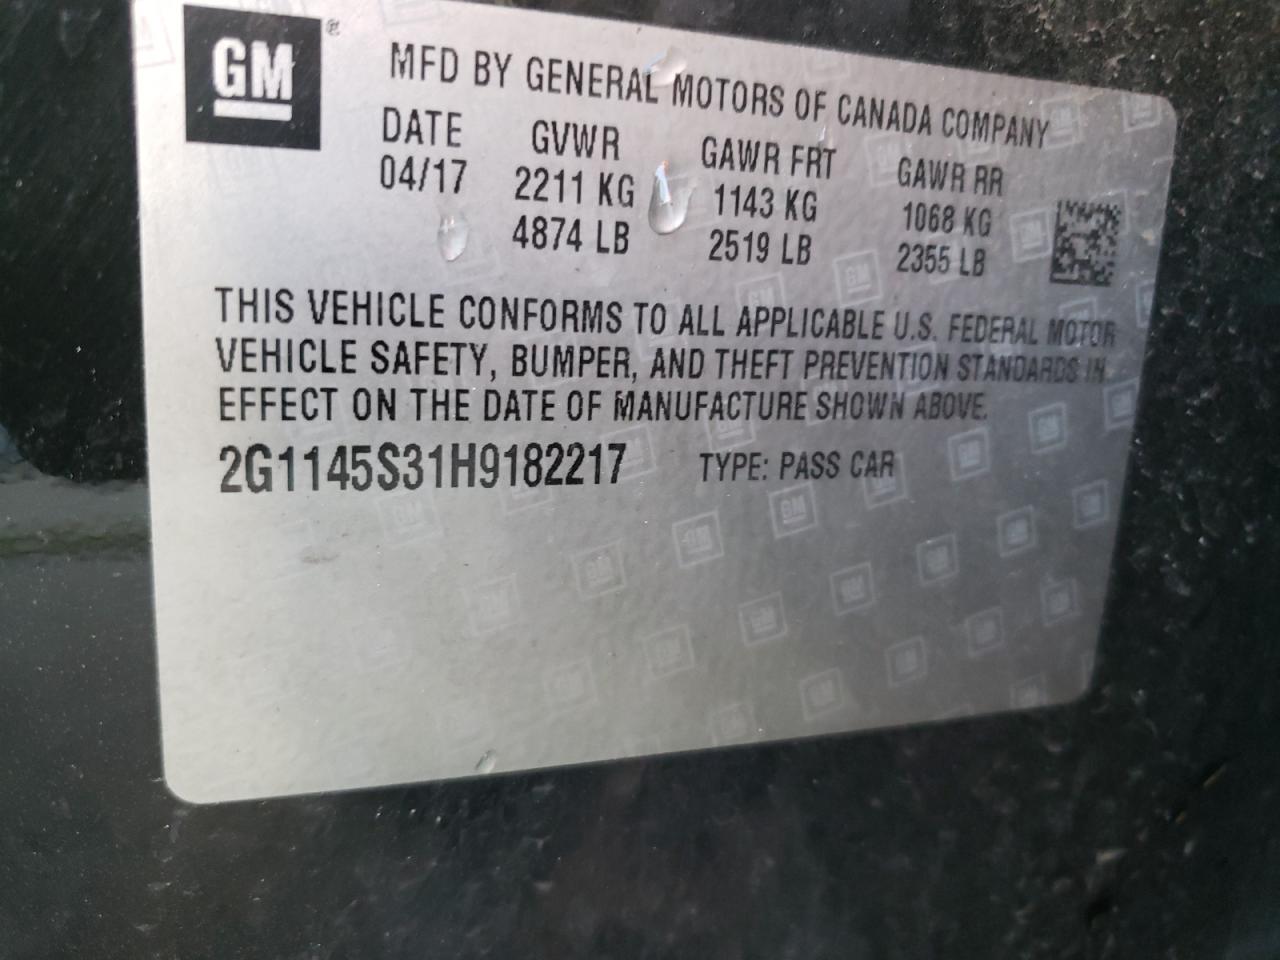 GM®
MFD BY GENERAL MOTORS OF CANADA COMPANY
DATE GVWR GAWR FRT GAWR RR
04/17 2211 KG 1143 KG 1068 KG
4874 LB 2519 LB 2355 LB
THIS VEHICLE CONFORMS TO ALL APPLICABLE U.S. FEDERAL MOTOR
VEHICLE SAFETY, BUMPER, AND THEFT PREVENTION STANDARDS IN
EFFECT ON THE DATE OF MANUFACTURE SHOWN ABOVE.
2G1145S31H9182217 TYPE: PASS CAR